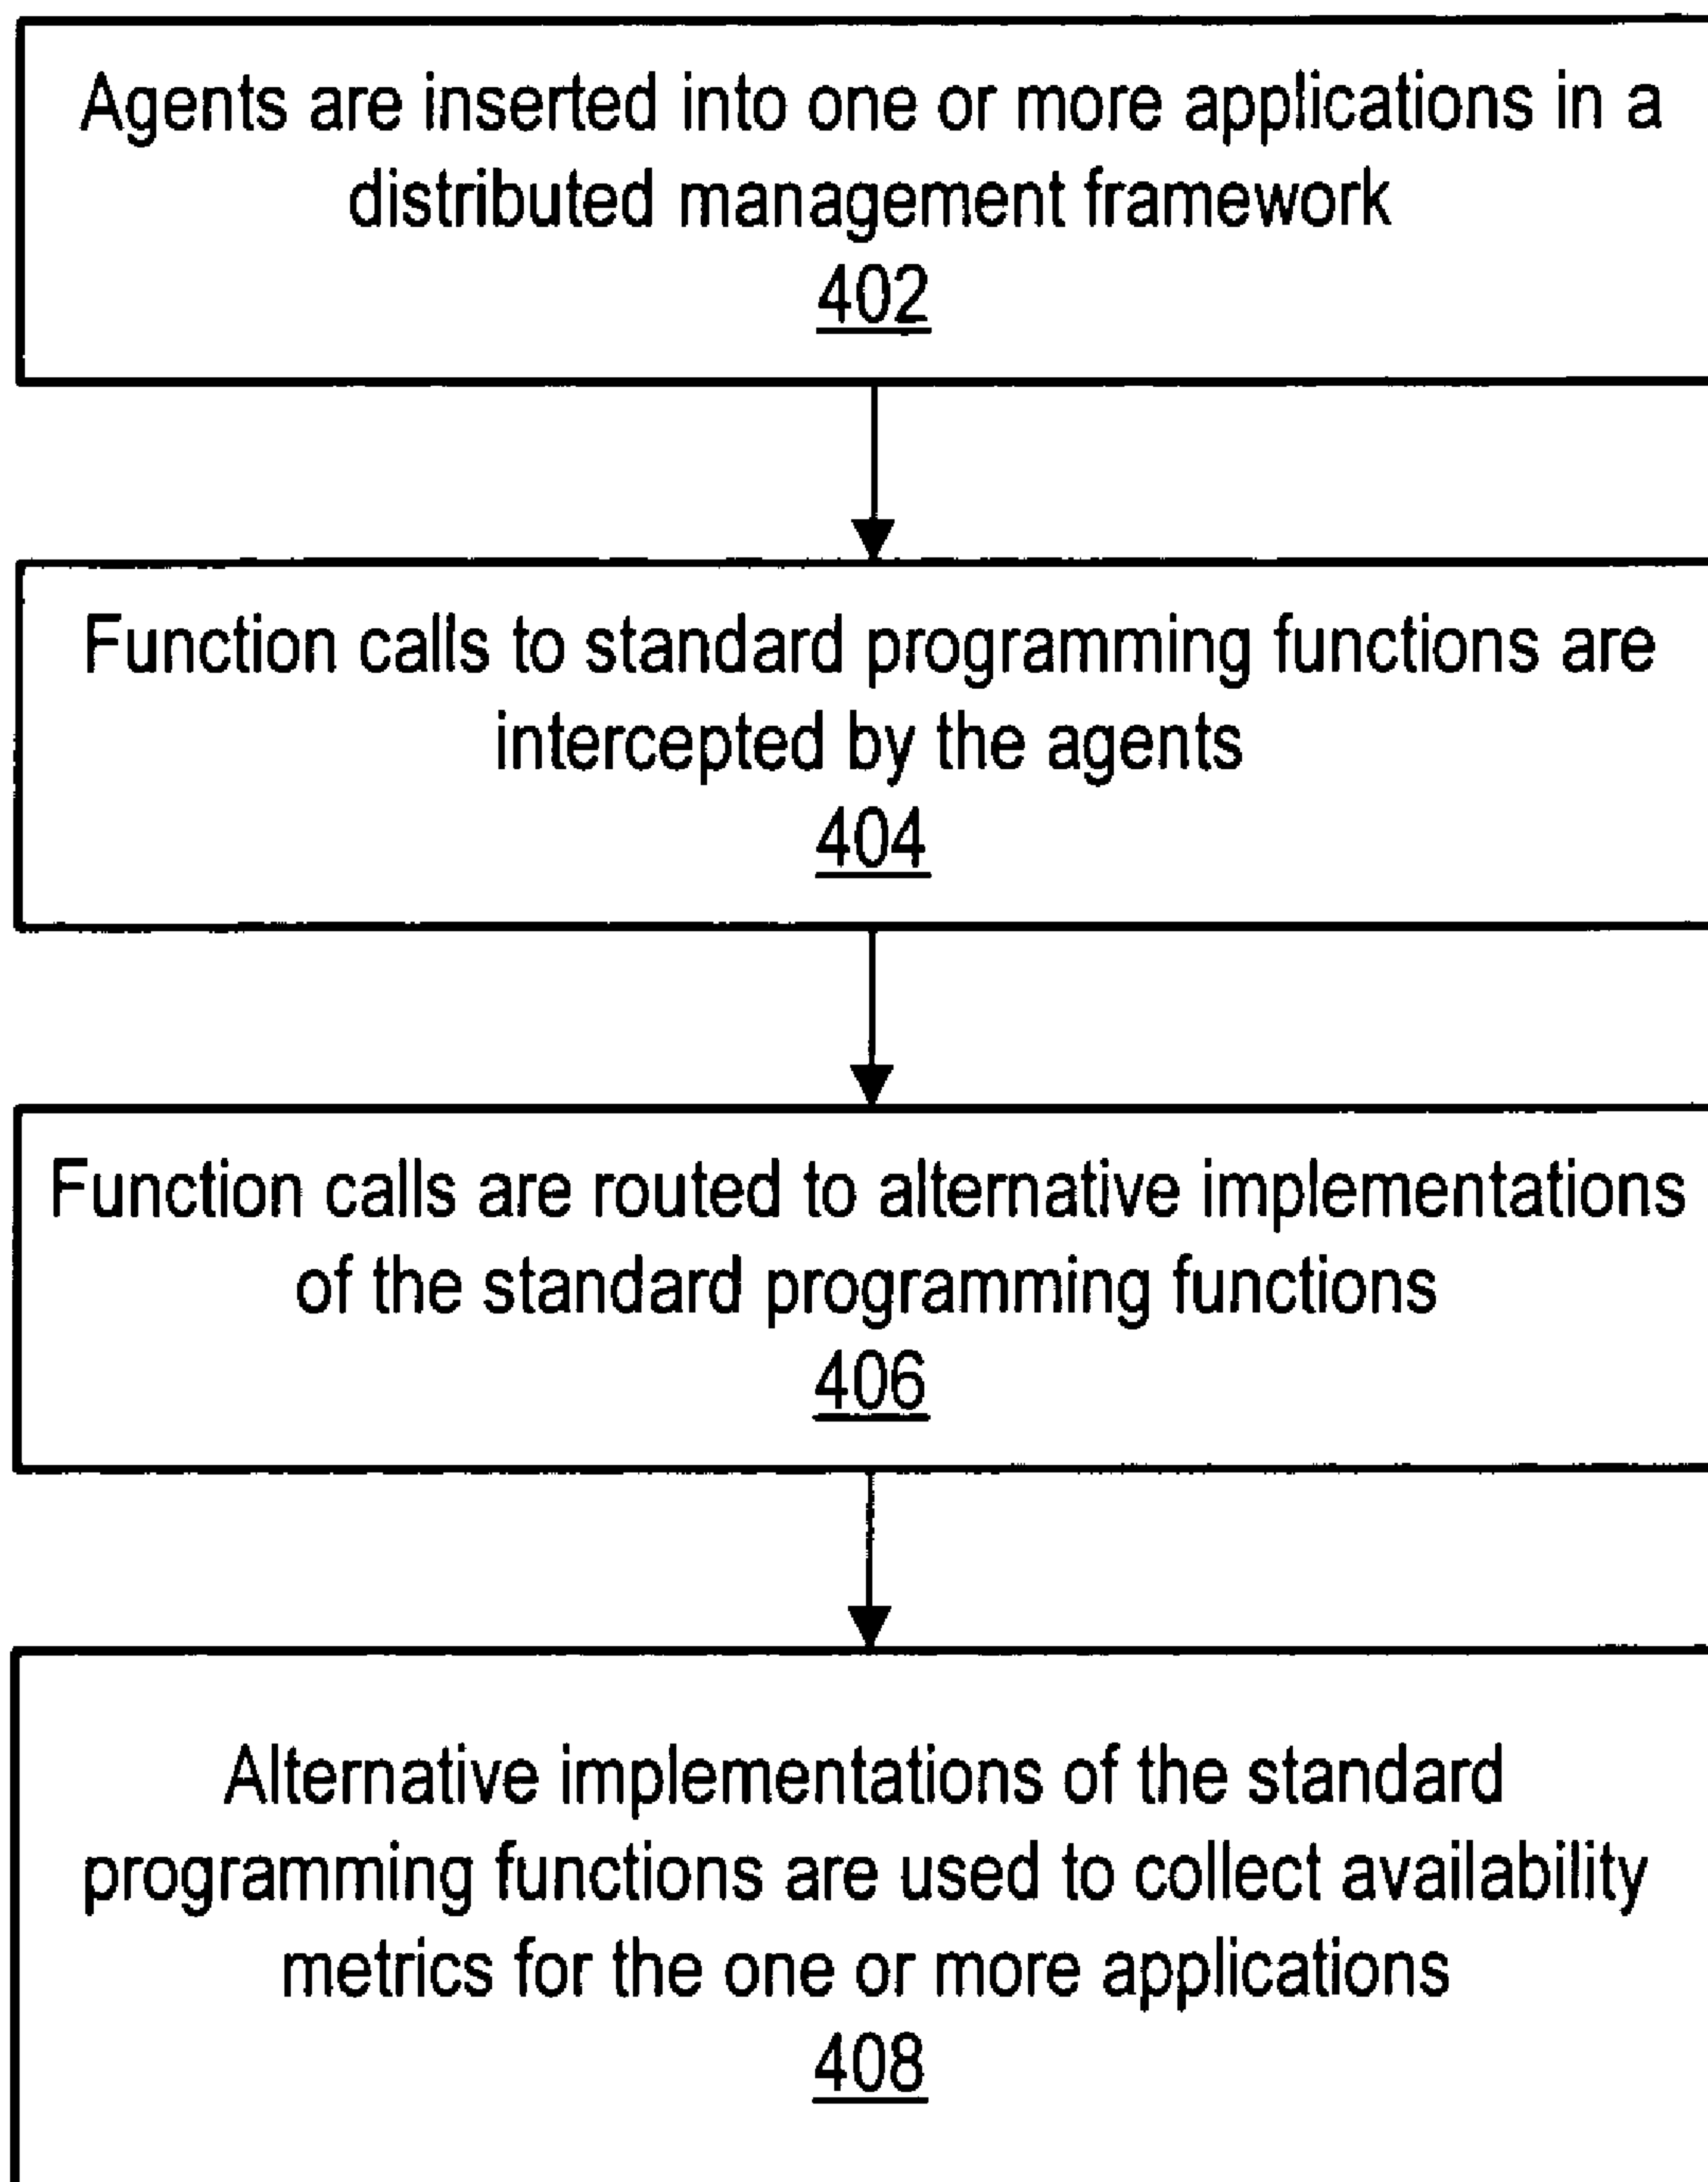 Agents are inserted into one or more applications in a
distributed management framework
402
Function calls to standard programming functions are
intercepted by the agents
404
Function calls are routed to alternative implementations
of the standard programming functions
406
Alternative implementations of the standard
programming functions are used to collect availability
metrics for the one or more applications
408